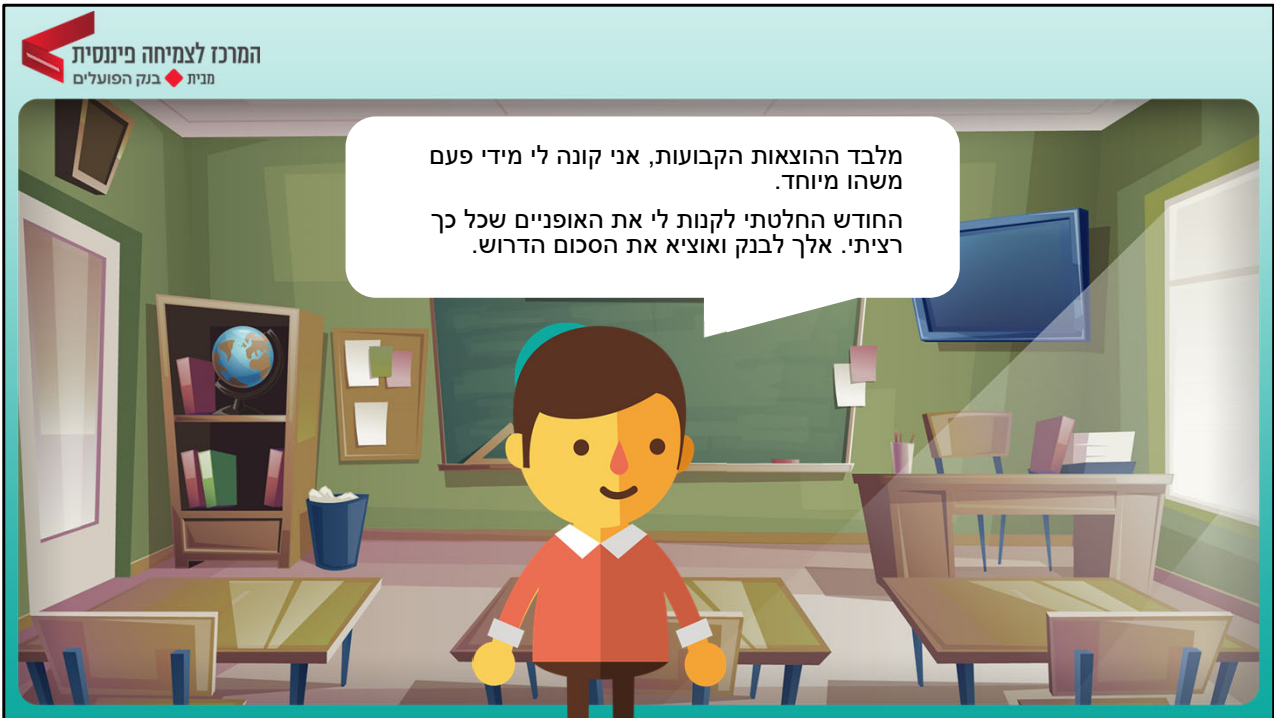 המרכז לצמיחה פיננסית
מבית בנק הפועלים
מלבד ההוצאות הקבועות, אני קונה לי מידי פעם
משהו מיוחד.
החודש החלטתי לקנות לי את האופניים שכל כך
רציתי. אלך לבנק ואוציא את הסכום הדרוש.